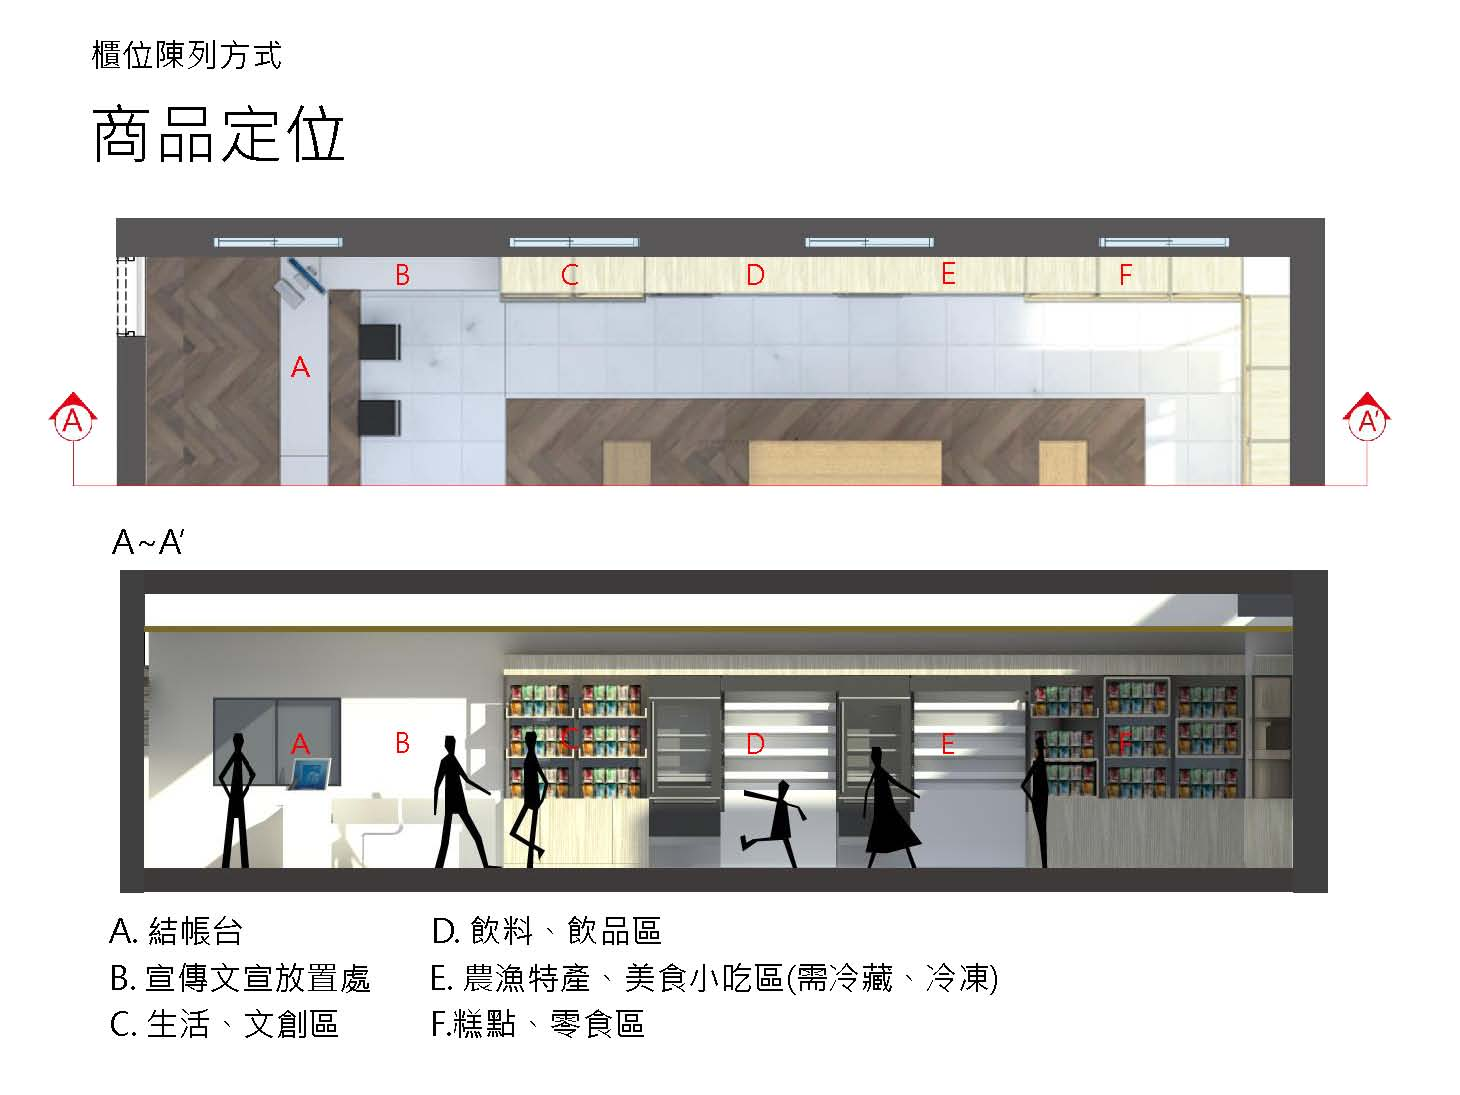 櫃位陳列方式
商品定位
B C D E F
A
A A'
A~A'
A B C D E F
A. 結帳台
B. 宣傳文宣放置處
C. 生活、文創區
D. 飲料、飲品區
E. 農漁特產、美食小吃區(需冷藏、冷凍)
F.糕點、零食區